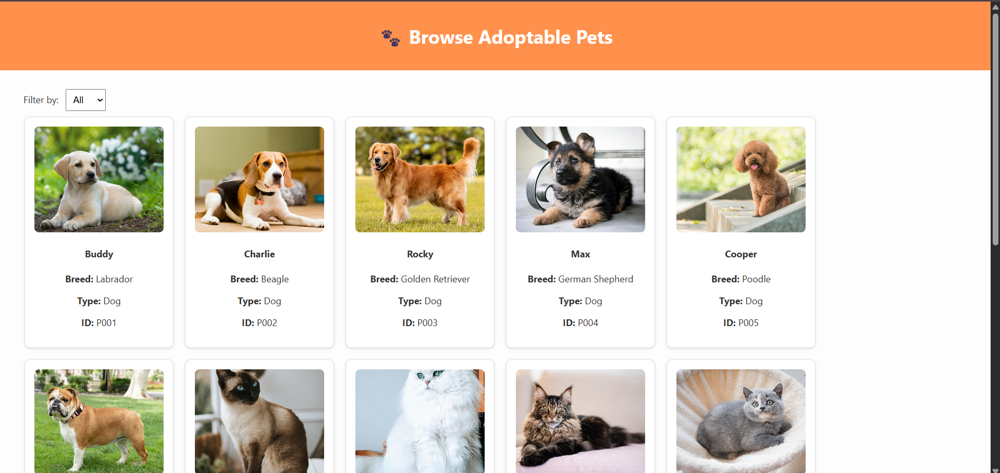 🐾 Browse Adoptable Pets
Filter by: All
Buddy
Breed: Labrador
Type: Dog
ID: P001
Charlie
Breed: Beagle
Type: Dog
ID: P002
Rocky
Breed: Golden Retriever
Type: Dog
ID: P003
Max
Breed: German Shepherd
Type: Dog
ID: P004
Cooper
Breed: Poodle
Type: Dog
ID: P005